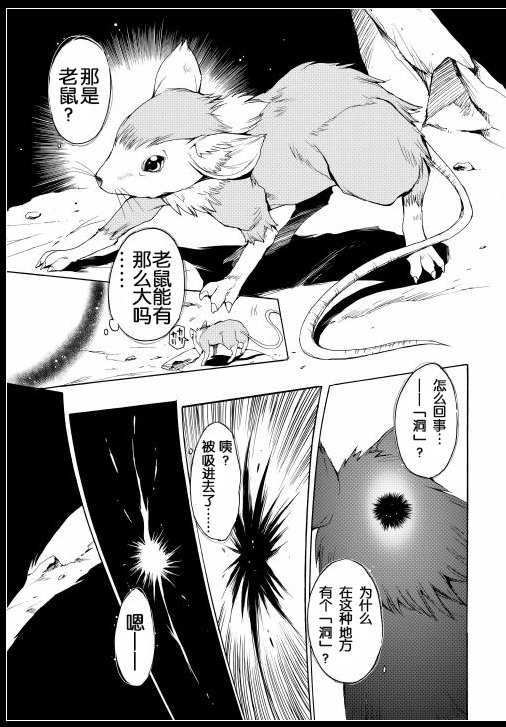 那是
老鼠？
老鼠能有
那么大吗
……
怎么回事…
——「洞」？
为什么
在这种地方
有个「洞」？
咦？
被吸进去了……
嗯——